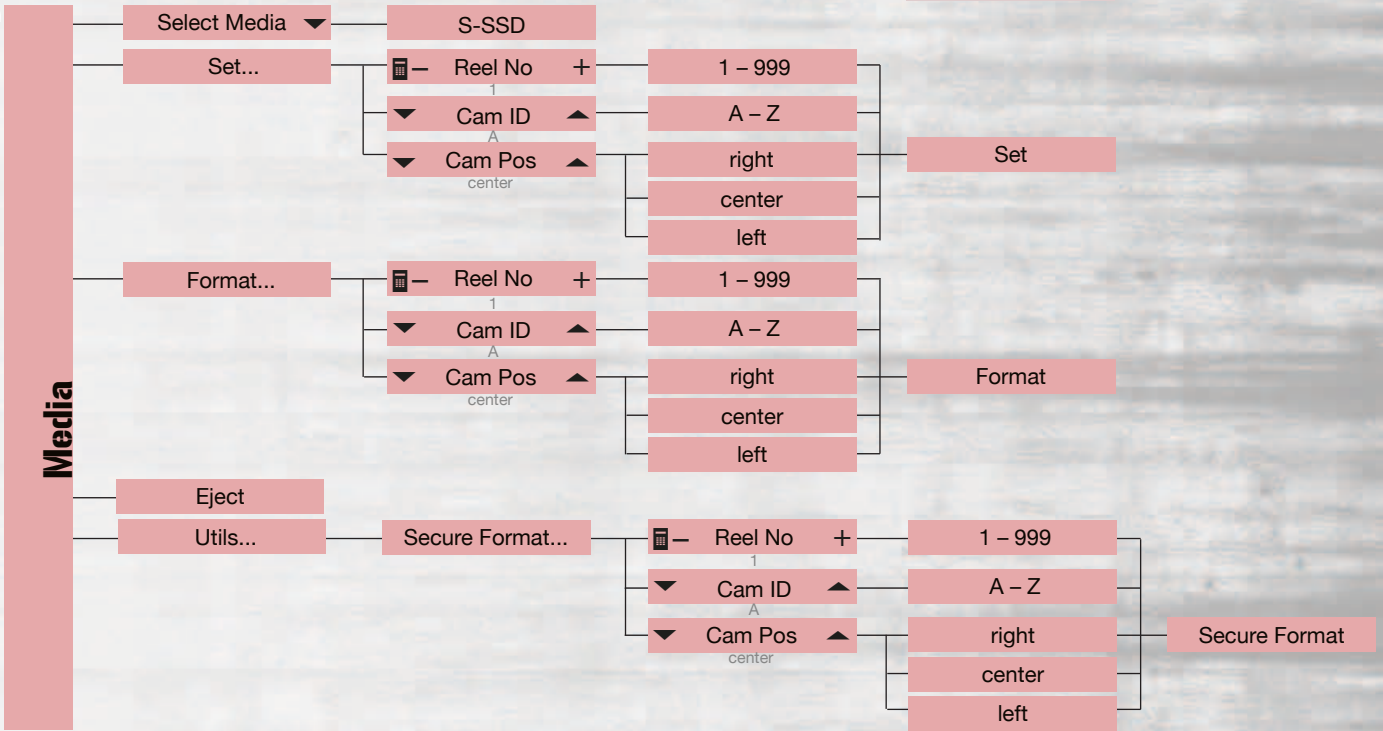 Media
Select Media
S-SSD
Set...
– Reel No +
1
1 – 999
Cam ID
A
A – Z
Cam Pos
center
right
center
left
Set
Format...
– Reel No +
1
1 – 999
Cam ID
A
A – Z
Cam Pos
center
right
center
left
Format
Eject
Utils...
Secure Format...
– Reel No +
1
1 – 999
Cam ID
A
A – Z
Cam Pos
center
right
center
left
Secure Format